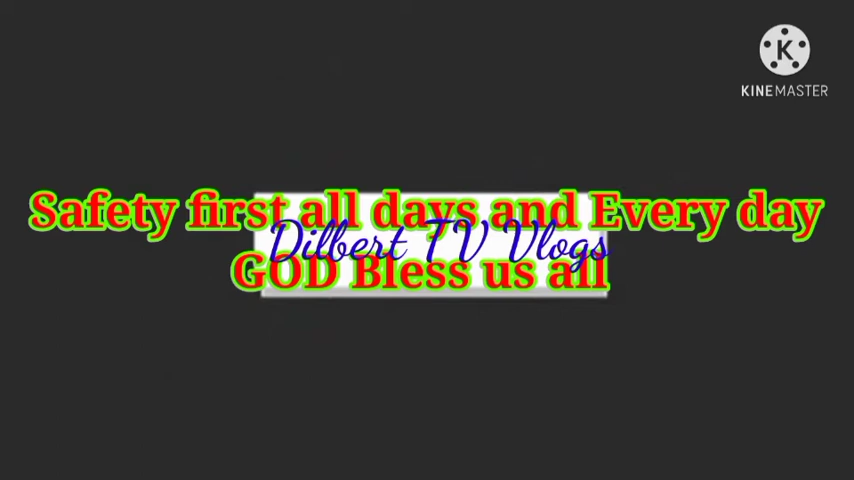 KINEMASTER
Safety first all days and Every day
Dilbert TV Vlogs
GOD Bless us all